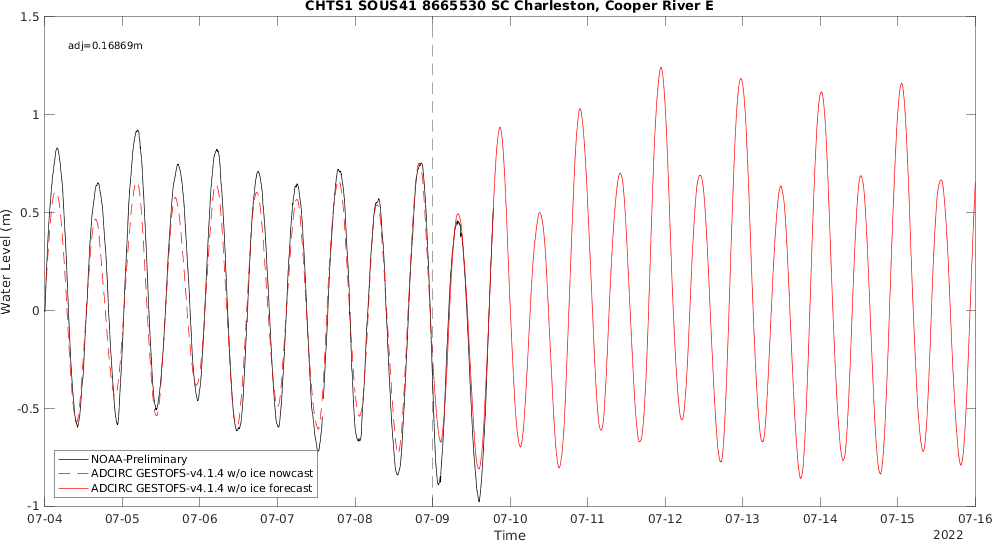 CHTS1 SOUS41 8665530 SC Charleston, Cooper River E
adj=0.16869m
1.5
1
0.5
0
-0.5
-1
Water Level (m)
NOAA-Preliminary
ADCIRC GESTOFS-v4.1.4 w/o ice nowcast
ADCIRC GESTOFS-v4.1.4 w/o ice forecast
07-04 07-05 07-06 07-07 07-08 07-09 07-10 07-11 07-12 07-13 07-14 07-15 07-16
Time
2022